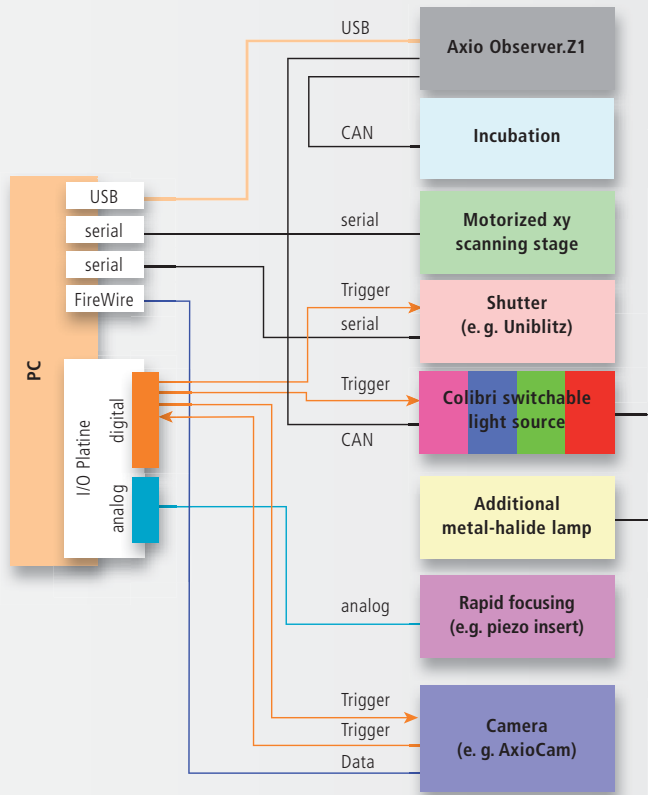 USB
Axio Observer.Z1
CAN
Incubation
USB
serial
serial
FireWire
PC
I/O Platine
digital
analog
serial
Motorized xy
scanning stage
Trigger
serial
Shutter
(e. g. Uniblitz)
Trigger
CAN
Colibri switchable
light source
Additional
metal-halide lamp
analog
Rapid focusing
(e.g. piezo insert)
Trigger
Trigger
Data
Camera
(e. g. AxioCam)